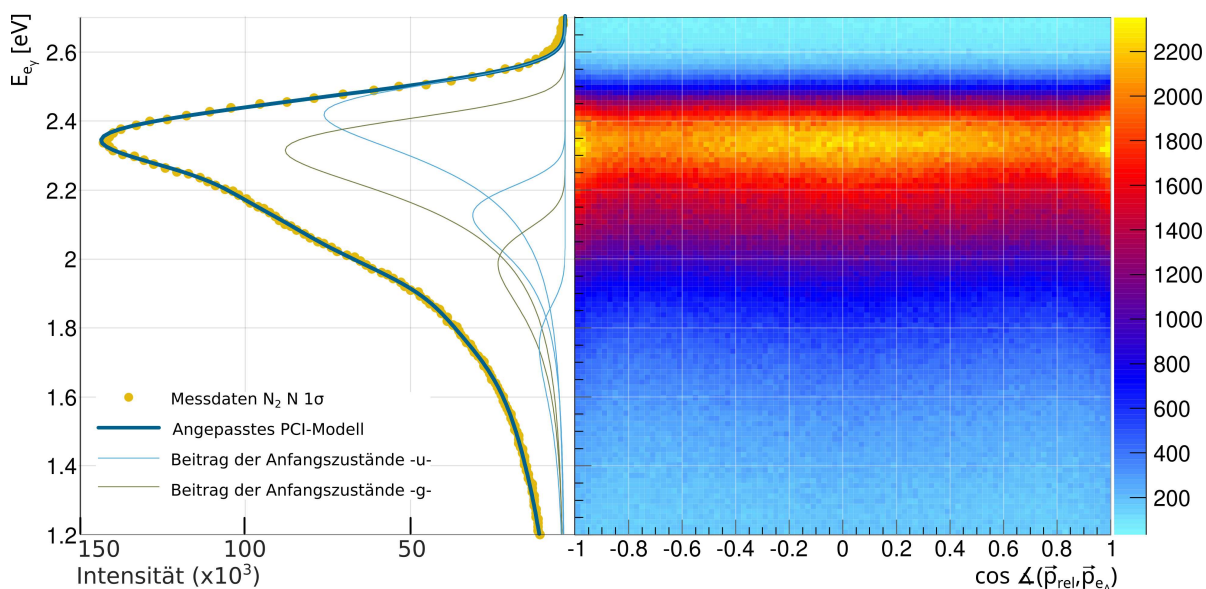 E_eγ [eV]
2.6
2.4
2.2
2
1.8
1.6
1.4
1.2
Messdaten N₂ N 1σ
Angepasstes PCI-Modell
Beitrag der Anfangszustände -u-
Beitrag der Anfangszustände -g-
150 100 50
Intensität (x10³)
-1 -0.8 -0.6 -0.4 -0.2 0 0.2 0.4 0.6 0.8 1
cos ∡(p⃗_rel,p⃗_e_A)
2200
2000
1800
1600
1400
1200
1000
800
600
400
200